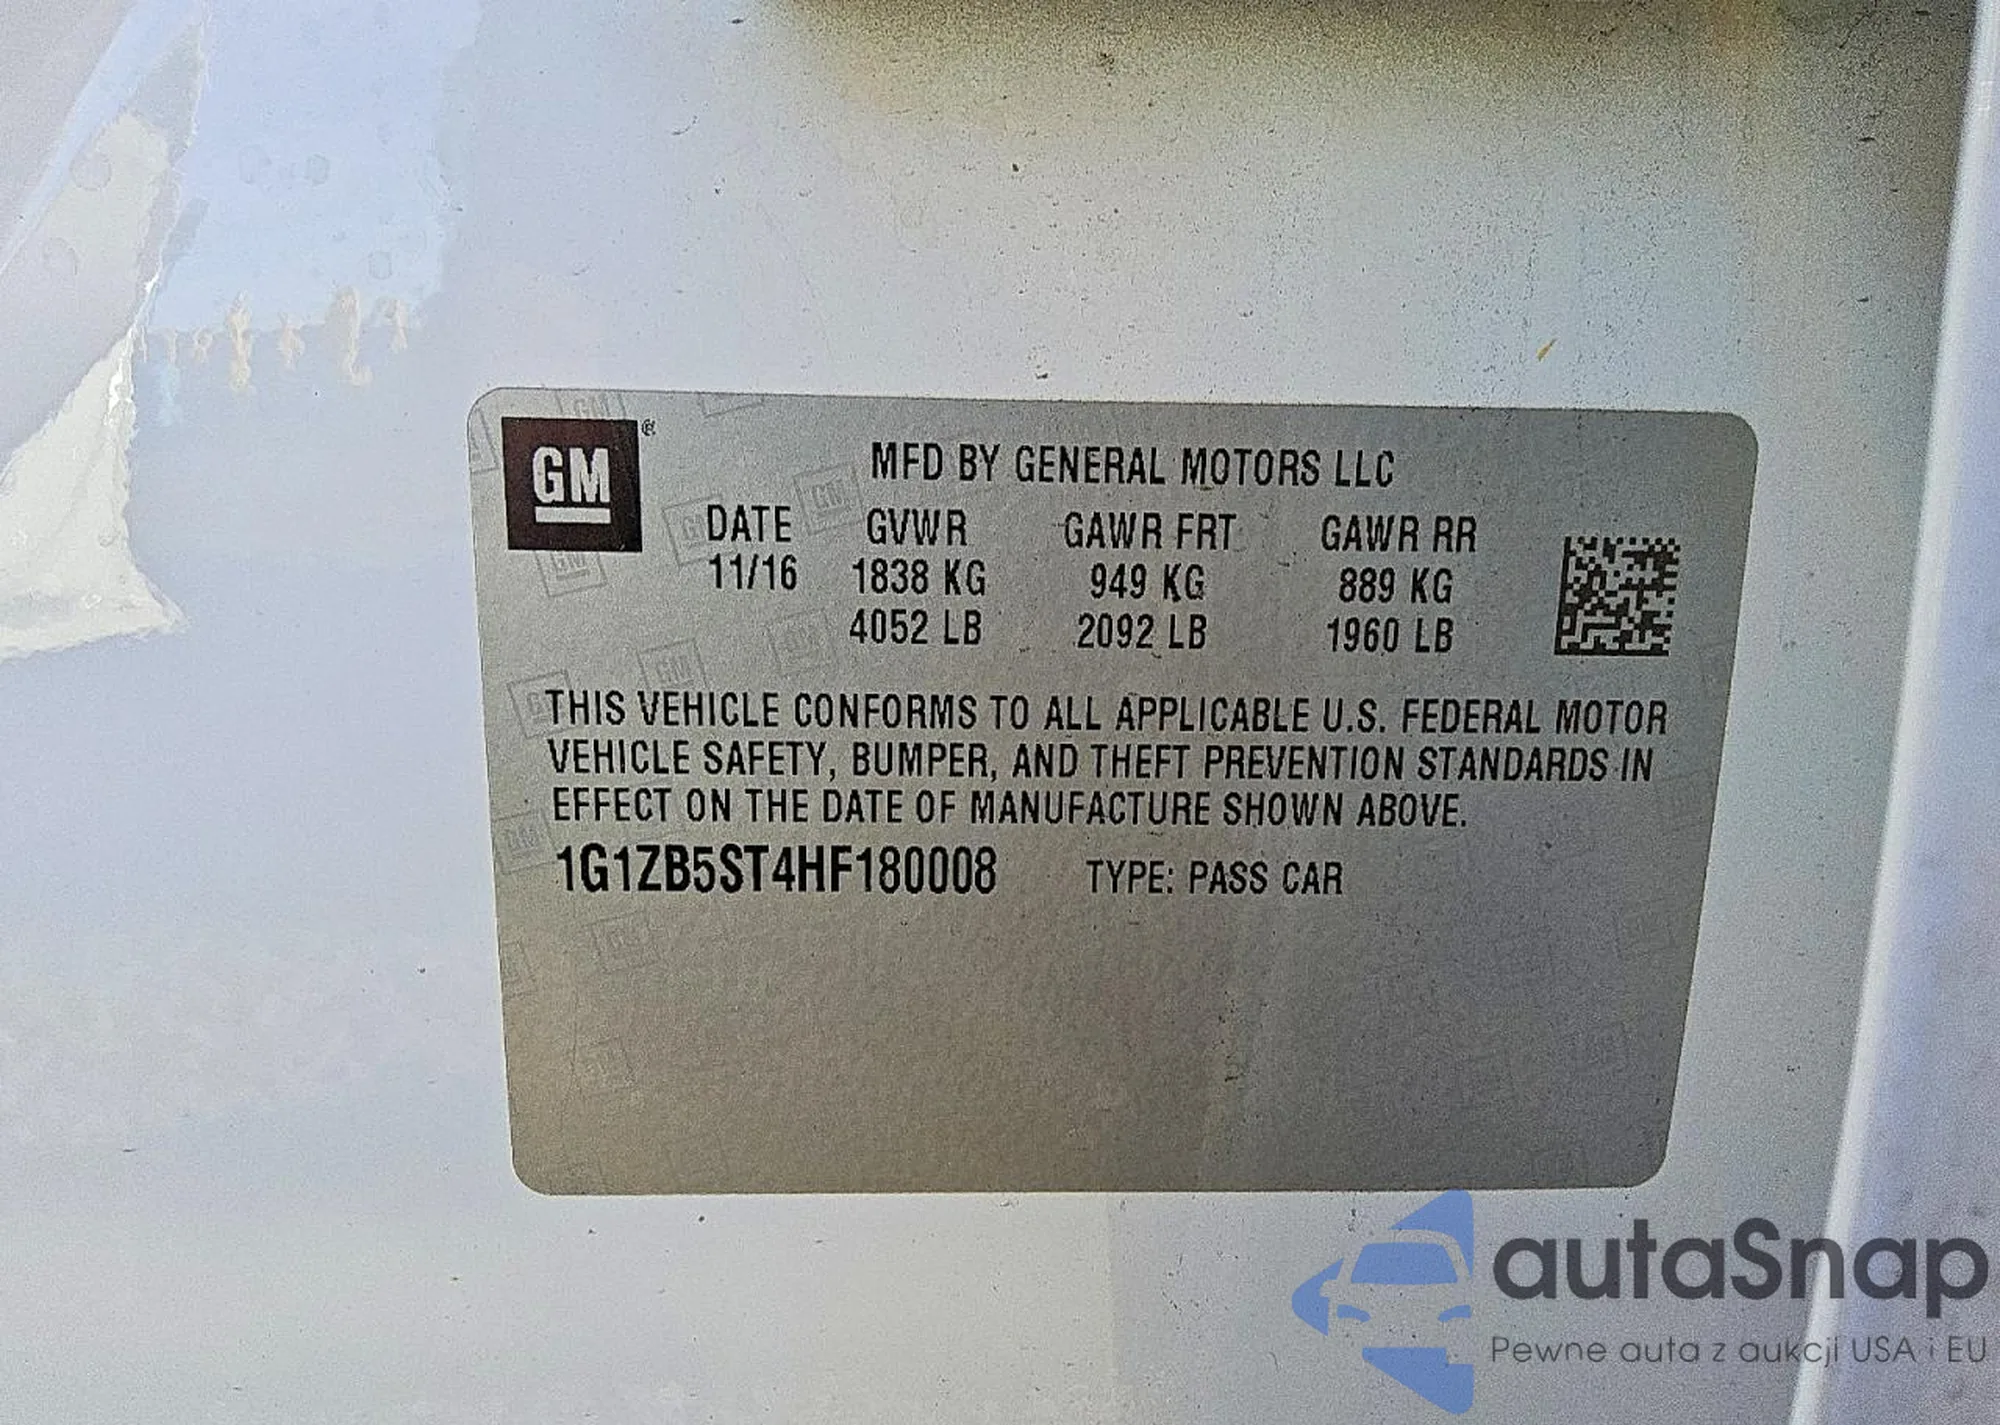 GM ®
MFD BY GENERAL MOTORS LLC
DATE GVWR GAWR FRT GAWR RR
11/16 1838 KG 949 KG 889 KG
4052 LB 2092 LB 1960 LB
THIS VEHICLE CONFORMS TO ALL APPLICABLE U.S. FEDERAL MOTOR
VEHICLE SAFETY, BUMPER, AND THEFT PREVENTION STANDARDS IN
EFFECT ON THE DATE OF MANUFACTURE SHOWN ABOVE.
1G1ZB5ST4HF180008 TYPE: PASS CAR
autaSnap
Pewne auta z aukcji USA i EU